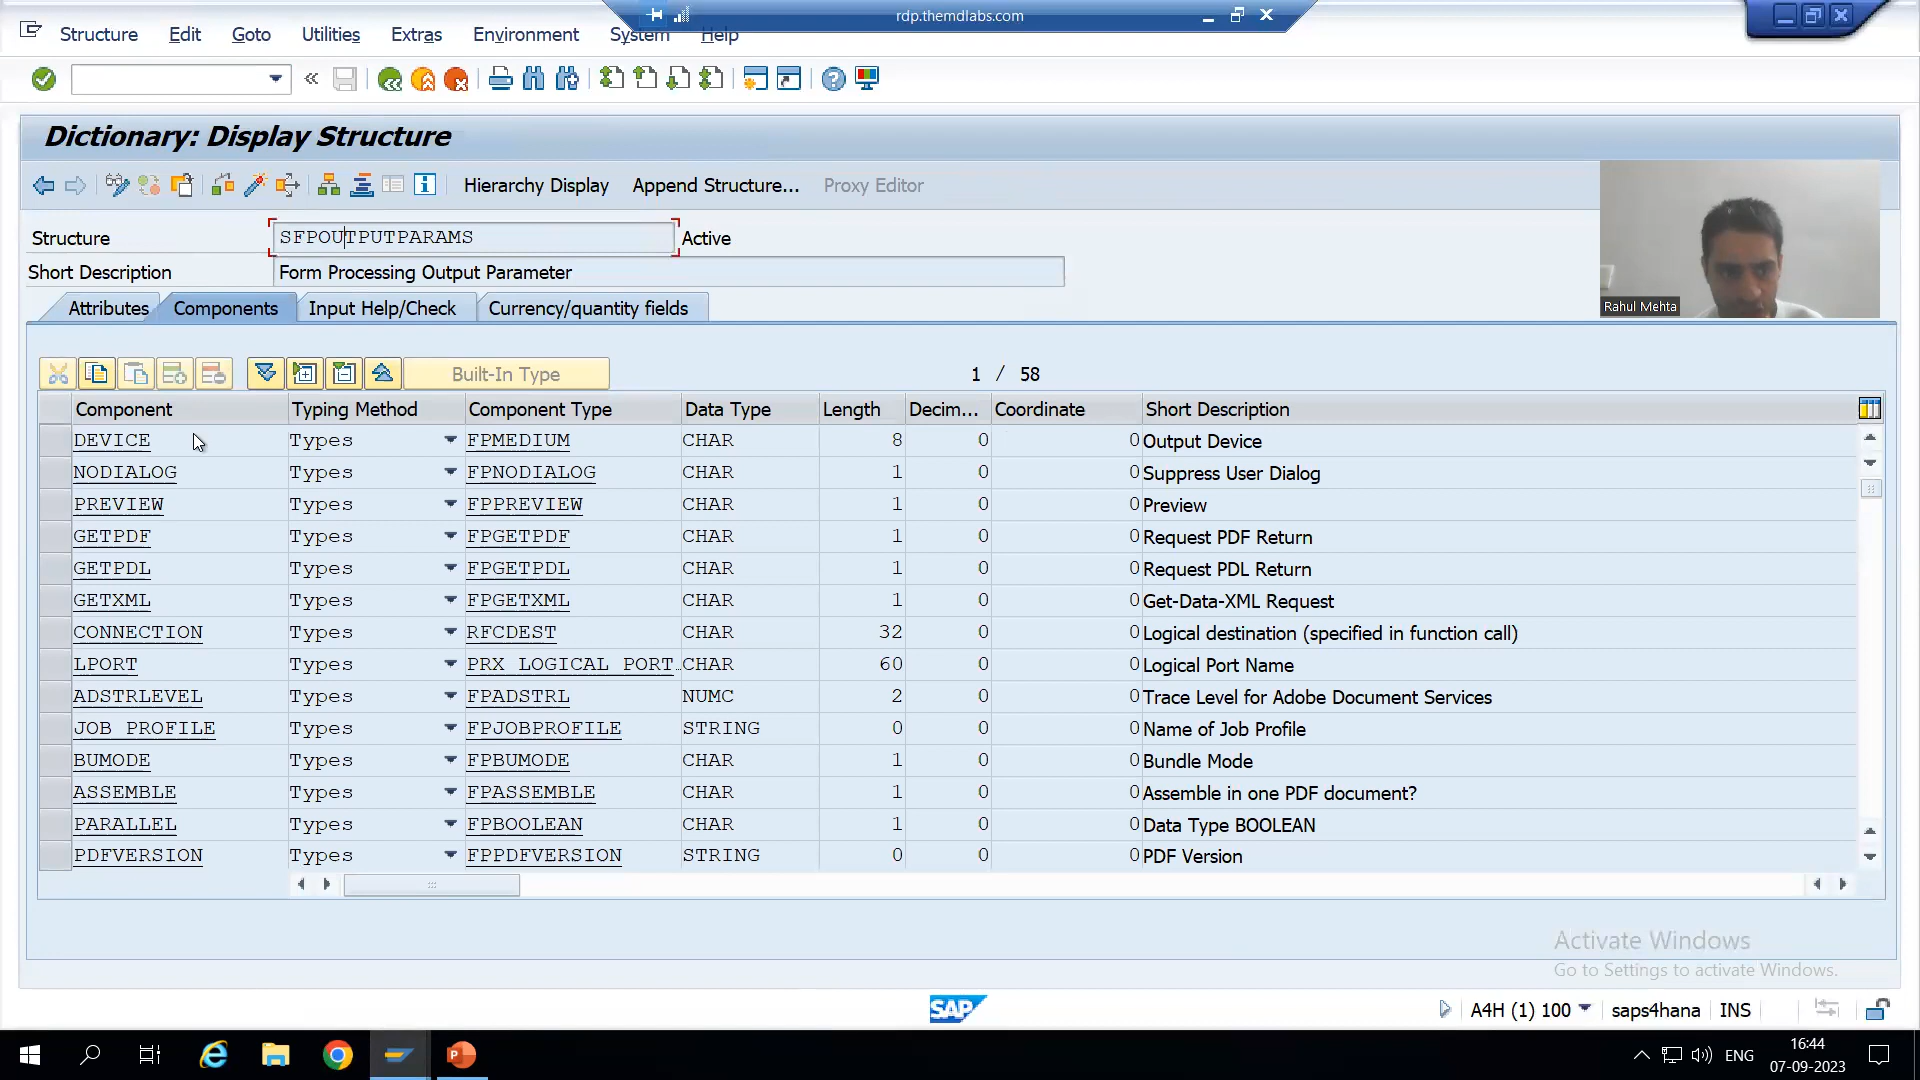 rdp.themdlabs.com
Structure Edit Goto Utilities Extras Environment System Help
Dictionary: Display Structure
Hierarchy Display Append Structure... Proxy Editor
Structure SFPOUTPUTPARAMS Active
Short Description Form Processing Output Parameter
Rahul Mehta
Attributes Components Input Help/Check Currency/quantity fields
Built-In Type 1 / 58
Component Typing Method Component Type Data Type Length Decim... Coordinate Short Description
DEVICE Types FPMEDIUM CHAR 8 0 0 Output Device
NODIALOG Types FPNODIALOG CHAR 1 0 0 Suppress User Dialog
PREVIEW Types FPPREVIEW CHAR 1 0 0 Preview
GETPDF Types FPGETPDF CHAR 1 0 0 Request PDF Return
GETPDL Types FPGETPDL CHAR 1 0 0 Request PDL Return
GETXML Types FPGETXML CHAR 1 0 0 Get-Data-XML Request
CONNECTION Types RFCDEST CHAR 32 0 0 Logical destination (specified in function call)
LPORT Types PRX_LOGICAL_PORT… CHAR 60 0 0 Logical Port Name
ADSTRLEVEL Types FPADSTRL NUMC 2 0 0 Trace Level for Adobe Document Services
JOB_PROFILE Types FPJOBPROFILE STRING 0 0 0 Name of Job Profile
BUMODE Types FPBUMODE CHAR 1 0 0 Bundle Mode
ASSEMBLE Types FPASSEMBLE CHAR 1 0 0 Assemble in one PDF document?
PARALLEL Types FPBOOLEAN CHAR 1 0 0 Data Type BOOLEAN
PDFVERSION Types FPPDFVERSION STRING 0 0 0 PDF Version
Activate Windows
Go to Settings to activate Windows.
SAP A4H (1) 100 saps4hana INS
16:44
ENG
07-09-2023